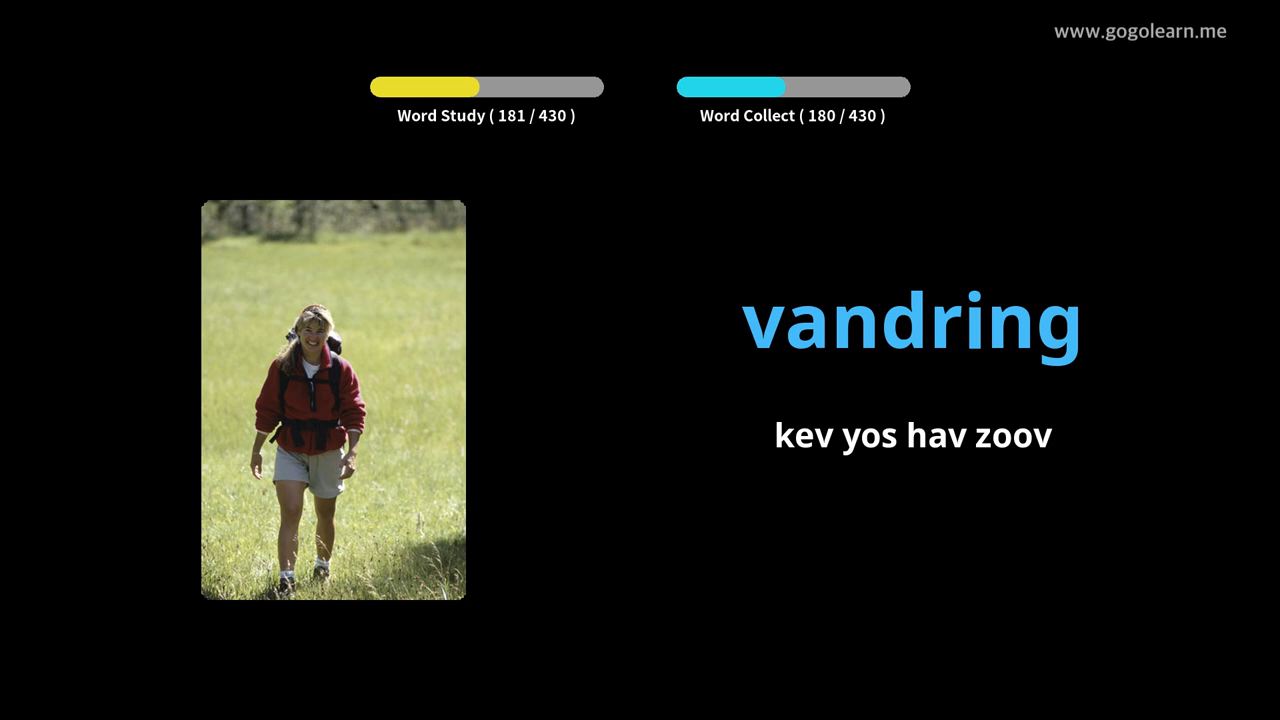 www.gogolearn.me
Word Study ( 181 / 430 )
Word Collect ( 180 / 430 )
vandring
kev yos hav zoov